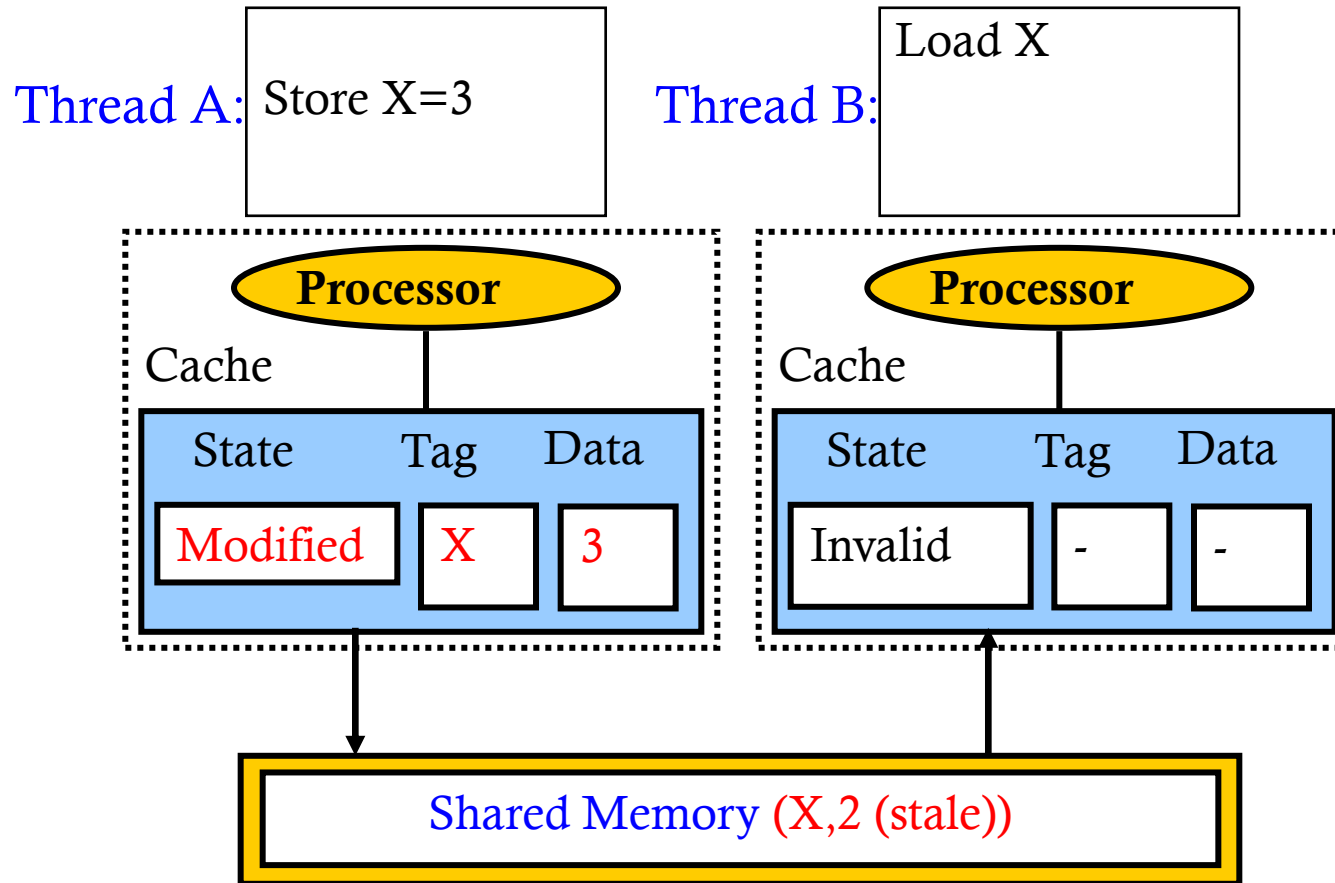 Thread A:
Store X=3
Thread B:
Load X
Processor
Cache
State Tag Data
Modified X 3
Processor
Cache
State Tag Data
Invalid - -
Shared Memory (X,2 (stale))